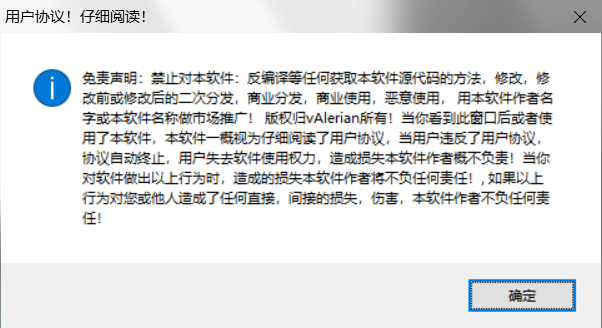 用户协议！仔细阅读！
免责声明：禁止对本软件：反编译等任何获取本软件源代码的方法，修改，修
改前或修改后的二次分发，商业分发，商业使用，恶意使用， 用本软件作者名
字或本软件名称做市场推广！ 版权归vAlerian所有！当你看到此窗口后或者使
用了本软件，本软件一概视为仔细阅读了用户协议，当用户违反了用户协议，
协议自动终止，用户失去软件使用权力，造成损失本软件作者概不负责！当你
对软件做出以上行为时，造成的损失本软件作者将不负任何责任！, 如果以上
行为对您或他人造成了任何直接，间接的损失，伤害，本软件作者不负任何责
任！
确定